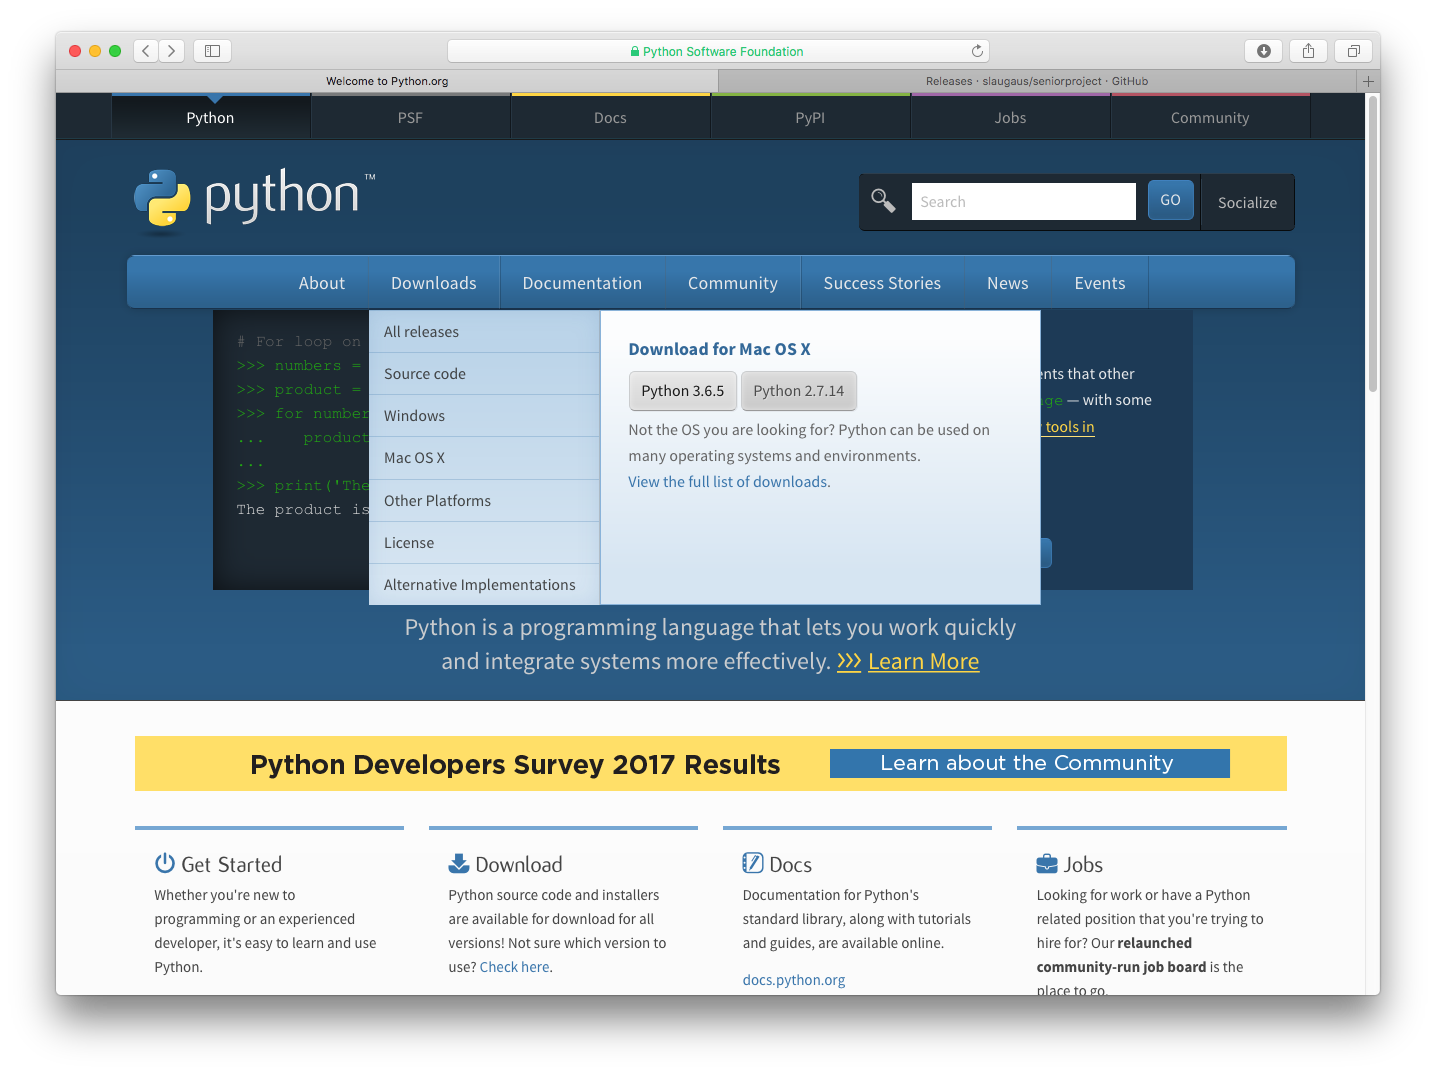 Python Software Foundation
Welcome to Python.org
Releases · slaugaus/seniorproject · GitHub
Python
PSF
Docs
PyPI
Jobs
Community
python™
Search
GO
Socialize
About
Downloads
Documentation
Community
Success Stories
News
Events
# For loop on
>>> numbers =
>>> product =
>>> for number
... product
...
>>> print('The
The product is
All releases
Source code
Windows
Mac OS X
Other Platforms
License
Alternative Implementations
Download for Mac OS X
Python 3.6.5
Python 2.7.14
Not the OS you are looking for? Python can be used on
many operating systems and environments.
View the full list of downloads.
that other
— with some
tools in
Python is a programming language that lets you work quickly
and integrate systems more effectively. >>> Learn More
Python Developers Survey 2017 Results
Learn about the Community
Get Started
Whether you're new to
programming or an experienced
developer, it's easy to learn and use
Python.
Download
Python source code and installers
are available for download for all
versions! Not sure which version to
use? Check here.
Docs
Documentation for Python's
standard library, along with tutorials
and guides, are available online.
docs.python.org
Jobs
Looking for work or have a Python
related position that you're trying to
hire for? Our relaunched
community-run job board is the
place to go.